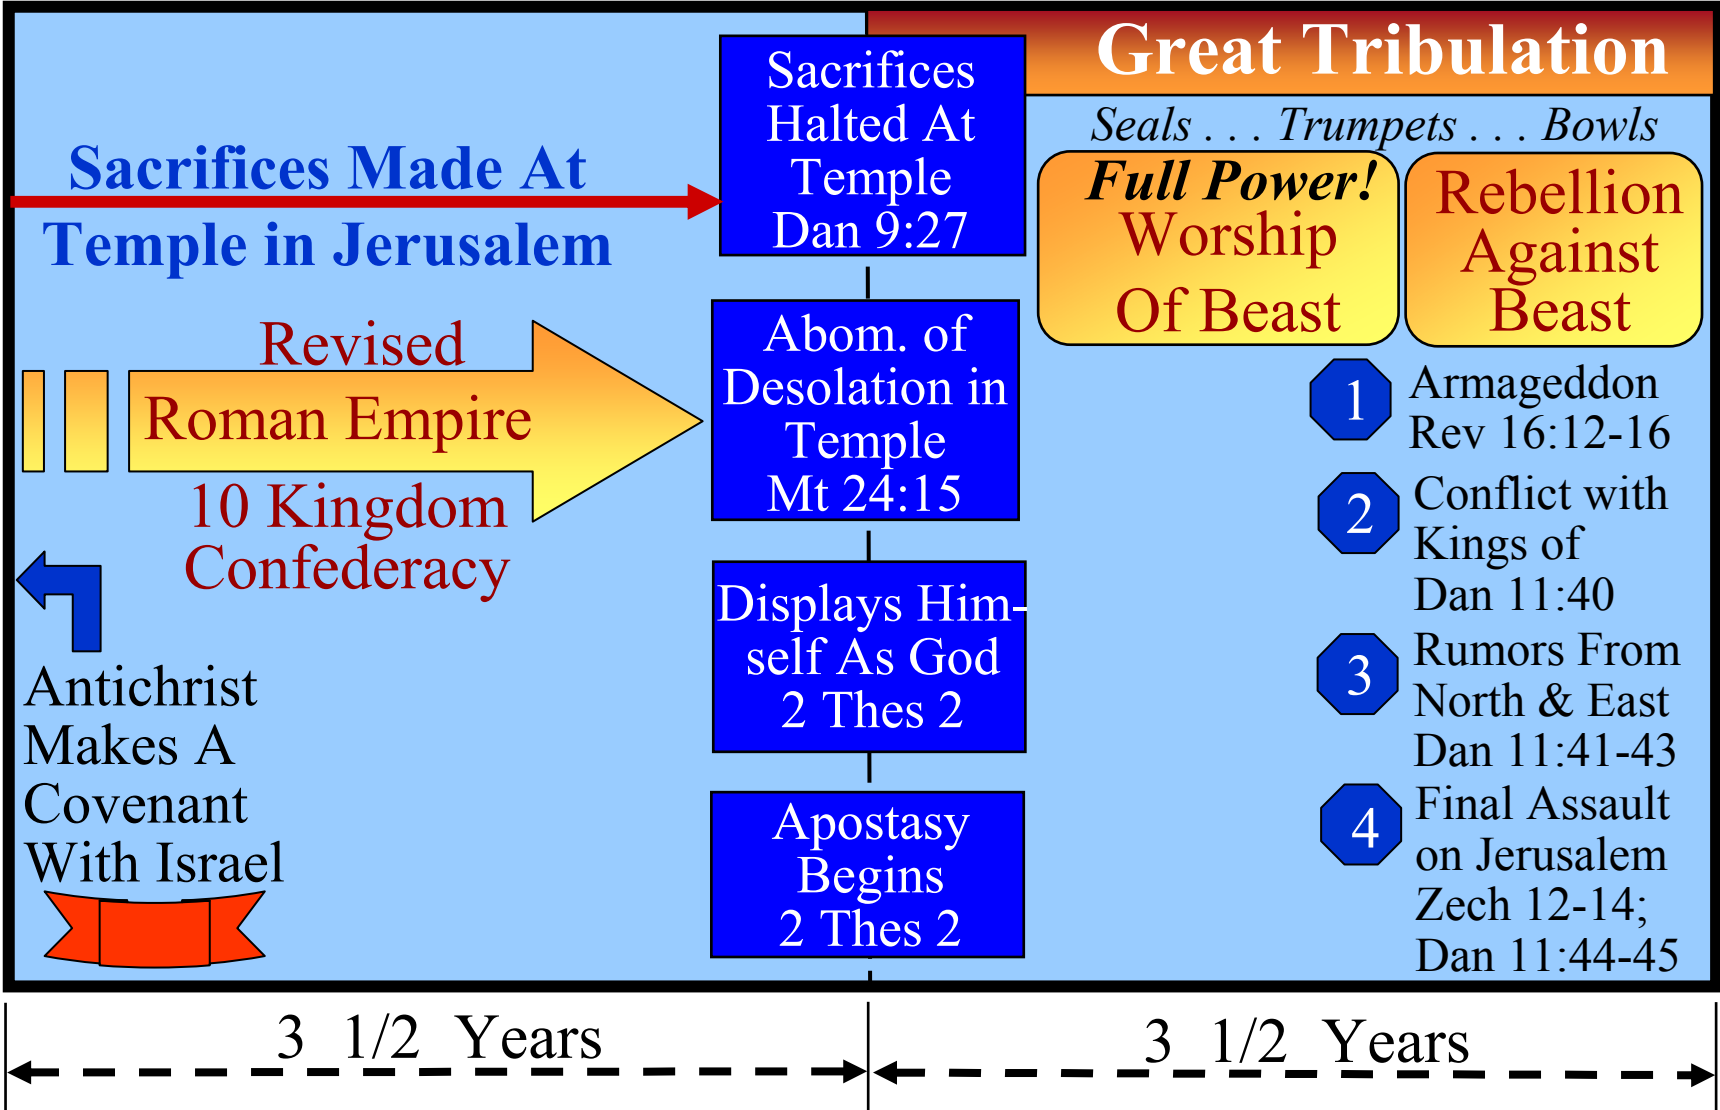 Great Tribulation
Seals . . . Trumpets . . . Bowls
Sacrifices Made At
Temple in Jerusalem
Revised
Roman Empire
10 Kingdom
Confederacy
Antichrist
Makes A
Covenant
With Israel
Sacrifices
Halted At
Temple
Dan 9:27
Abom. of
Desolation in
Temple
Mt 24:15
Displays Him-
self As God
2 Thes 2
Apostasy
Begins
2 Thes 2
Full Power!
Worship
Of Beast
Rebellion
Against
Beast
1
Armageddon
Rev 16:12-16
2
Conflict with
Kings of
Dan 11:40
3
Rumors From
North & East
Dan 11:41-43
4
Final Assault
on Jerusalem
Zech 12-14;
Dan 11:44-45
3 1/2 Years
3 1/2 Years